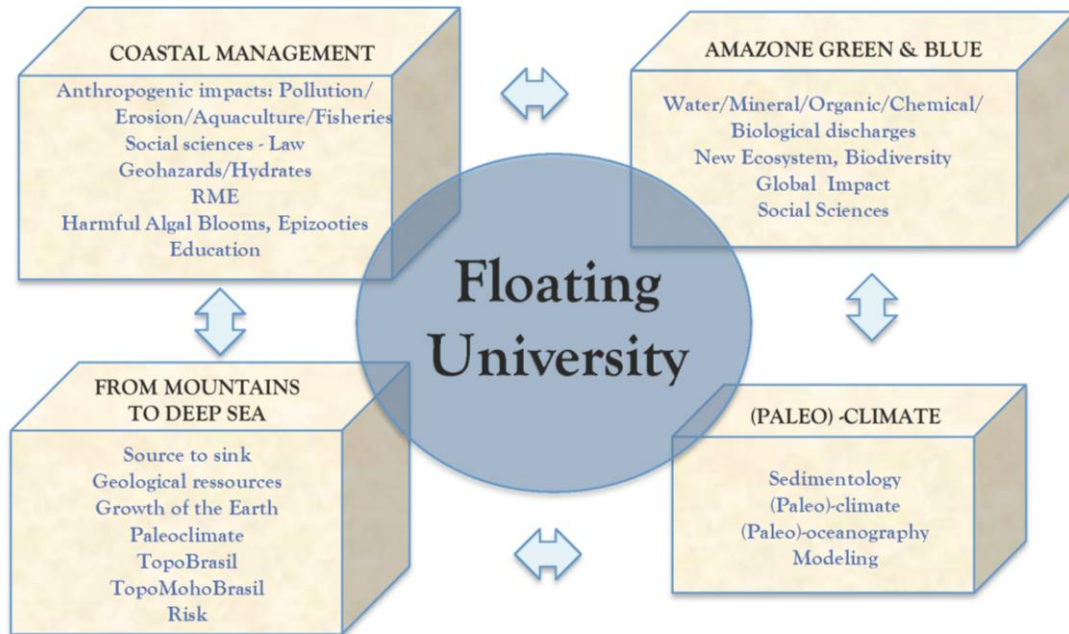 COASTAL MANAGEMENT
Anthropogenic impacts: Pollution/
Erosion/Aquaculture/Fisheries
Social sciences - Law
Geohazards/Hydrates
RME
Harmful Algal Blooms, Epizooties
Education
AMAZONE GREEN & BLUE
Water/Mineral/Organic/Chemical/
Biological discharges
New Ecosystem, Biodiversity
Global Impact
Social Sciences
Floating
University
FROM MOUNTAINS
TO DEEP SEA
Source to sink
Geological ressources
Growth of the Earth
Paleoclimate
TopoBrasil
TopoMohoBrasil
Risk
(PALEO) -CLIMATE
Sedimentology
(Paleo)-climate
(Paleo)-oceanography
Modeling